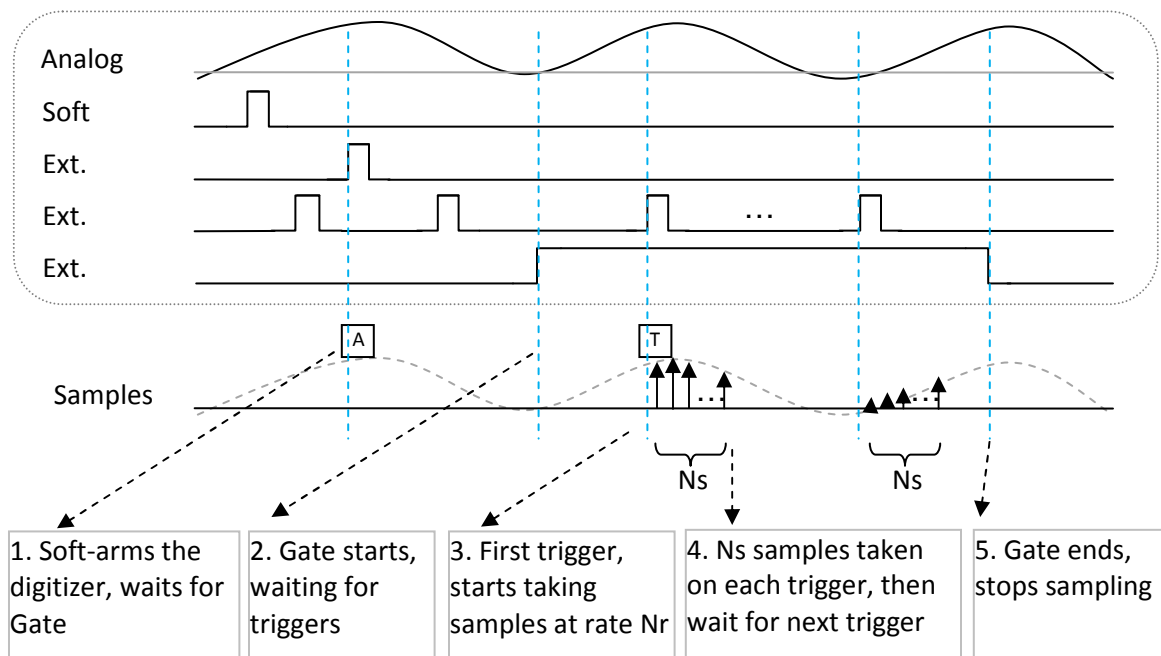 Analog
Soft
Ext.
Ext.
...
Ext.
A
T
Samples
...
...
Ns
Ns
1. Soft-arms the
digitizer, waits for
Gate
2. Gate starts,
waiting for
triggers
3. First trigger,
starts taking
samples at rate Nr
4. Ns samples taken
on each trigger, then
wait for next trigger
5. Gate ends,
stops sampling